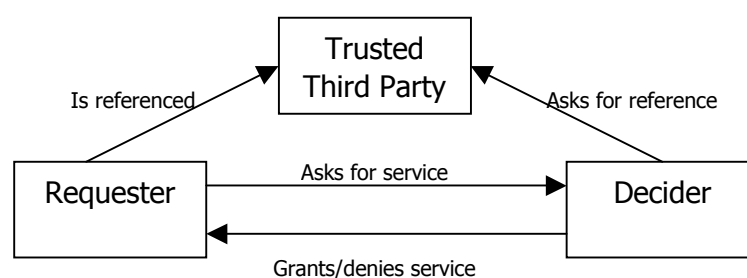 Trusted
Third Party
Is referenced
Asks for reference
Requester
Asks for service
Decider
Grants/denies service